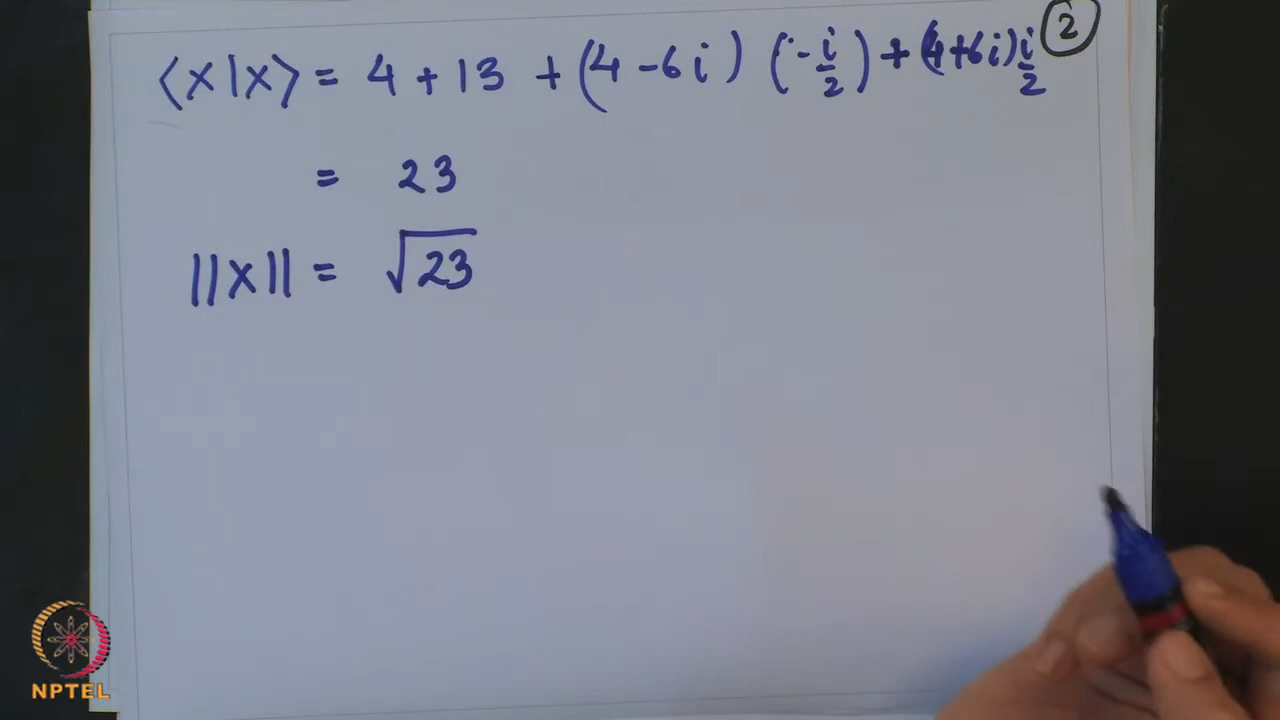 ⟨x|x⟩ = 4 + 13 + (4 - 6i) (-i/2) + (4+6i) i/2
2
= 23
||x|| = √23
NPTEL